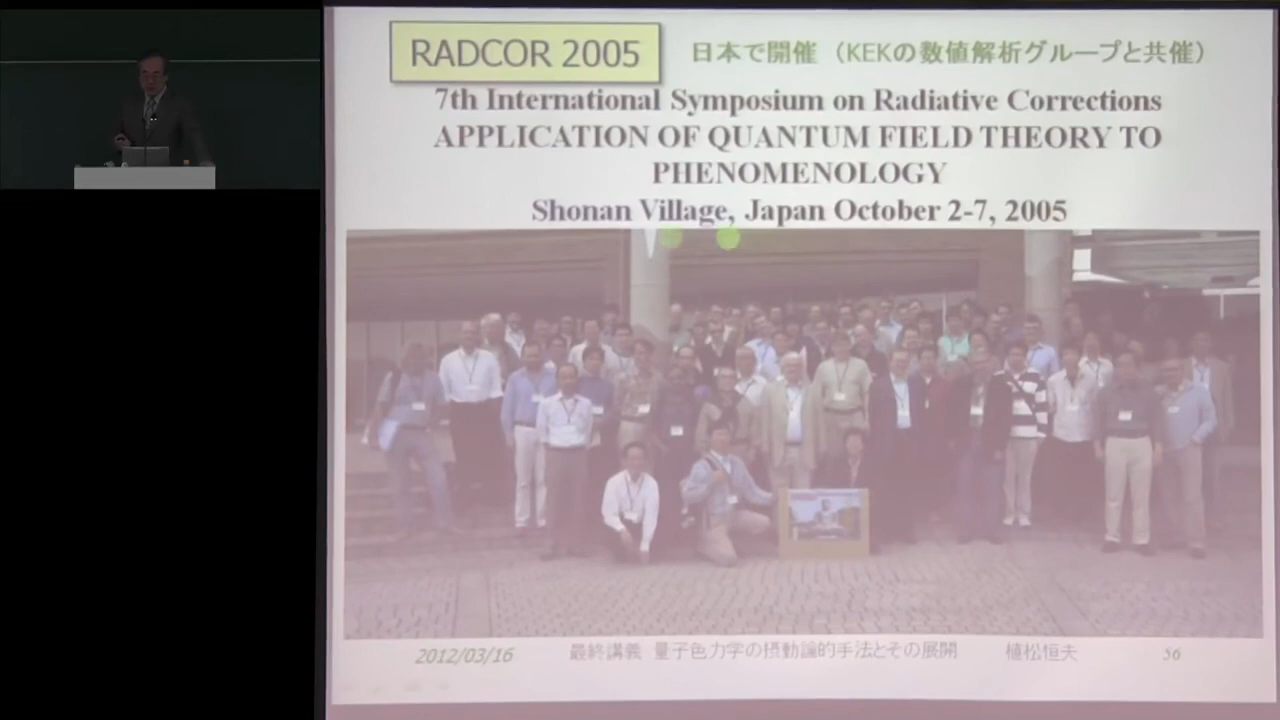 RADCOR 2005
日本で開催（KEKの数値解析グループと共催）
7th International Symposium on Radiative Corrections
APPLICATION OF QUANTUM FIELD THEORY TO
PHENOMENOLOGY
Shonan Village, Japan October 2-7, 2005
2012/03/16 最終講義 量子色力学の摂動論的手法とその展開 植松恒夫 56